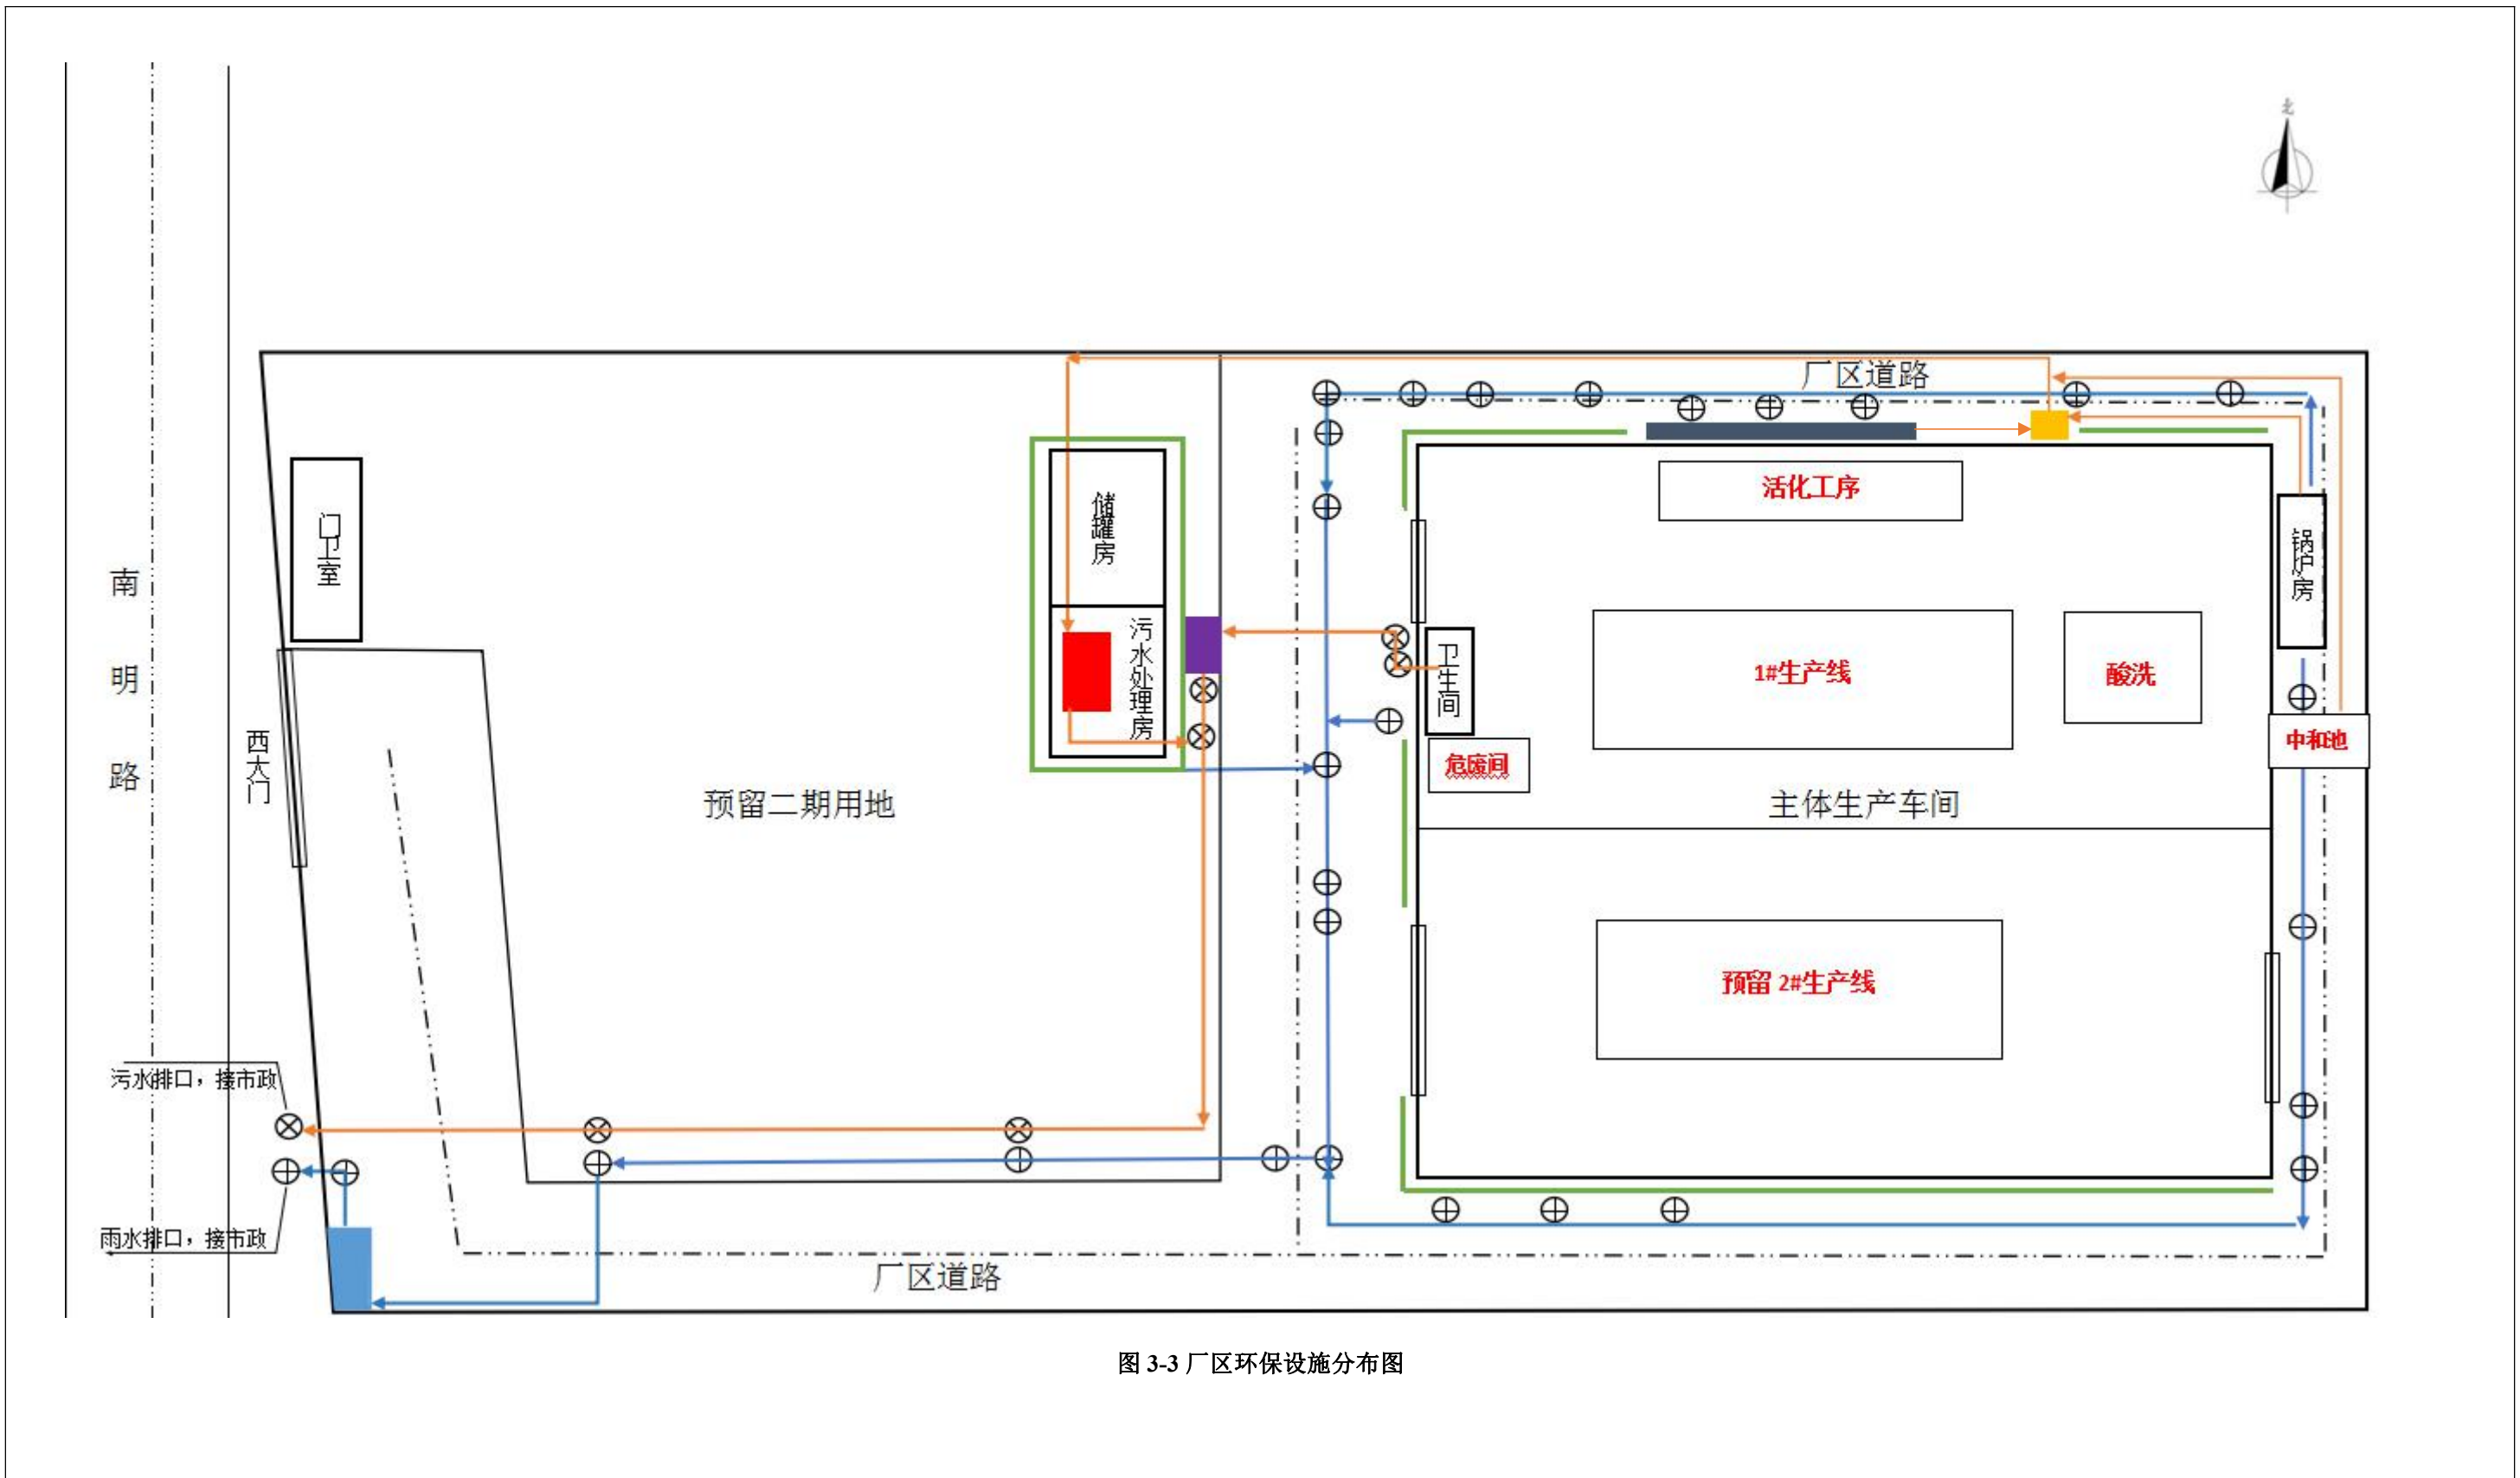 北
厂区道路
活化工序
储罐房
门卫室
锅炉房
南明路
污水处理房
卫生间
1#生产线
酸洗
西大门
中和池
危废间
预留二期用地
主体生产车间
预留 2#生产线
污水排口，接市政
雨水排口，接市政
厂区道路
图 3-3 厂区环保设施分布图